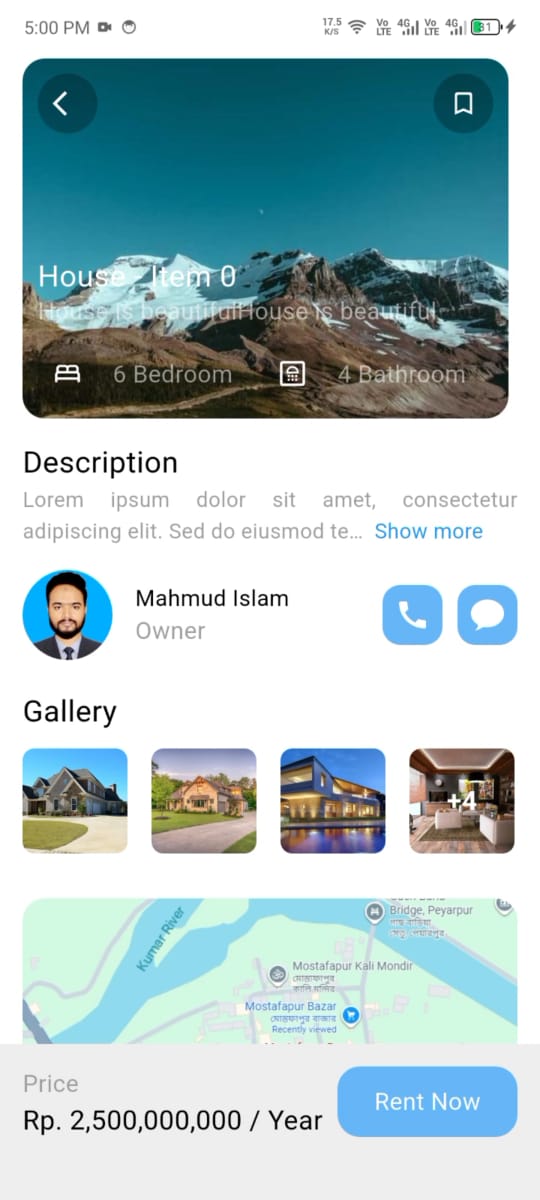 5:00 PM
17.5 K/S Vo LTE 4G Vo LTE 4G 31
House - Item 0
House is beautifulHouse is beautiful
6 Bedroom 4 Bathroom
Description
Lorem ipsum dolor sit amet, consectetur
adipiscing elit. Sed do eiusmod te... Show more
Mahmud Islam
Owner
Gallery
+4
Kumar River
Bridge, Peyarpur
Mostafapur Kali Mondir
মোস্তাফাপুর
কালি মন্দির
Mostafapur Bazar
মোস্তফাপুর বাজার
Recently viewed
Price
Rp. 2,500,000,000 / Year
Rent Now